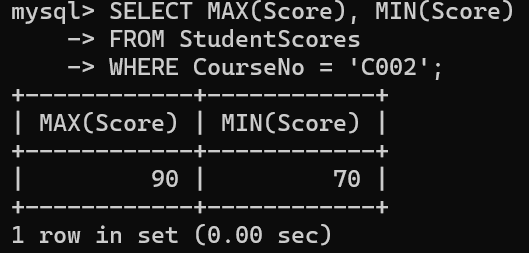 mysql> SELECT MAX(Score), MIN(Score)
    -> FROM StudentScores
    -> WHERE CourseNo = 'C002';
+------------+------------+
| MAX(Score) | MIN(Score) |
+------------+------------+
|         90 |         70 |
+------------+------------+
1 row in set (0.00 sec)